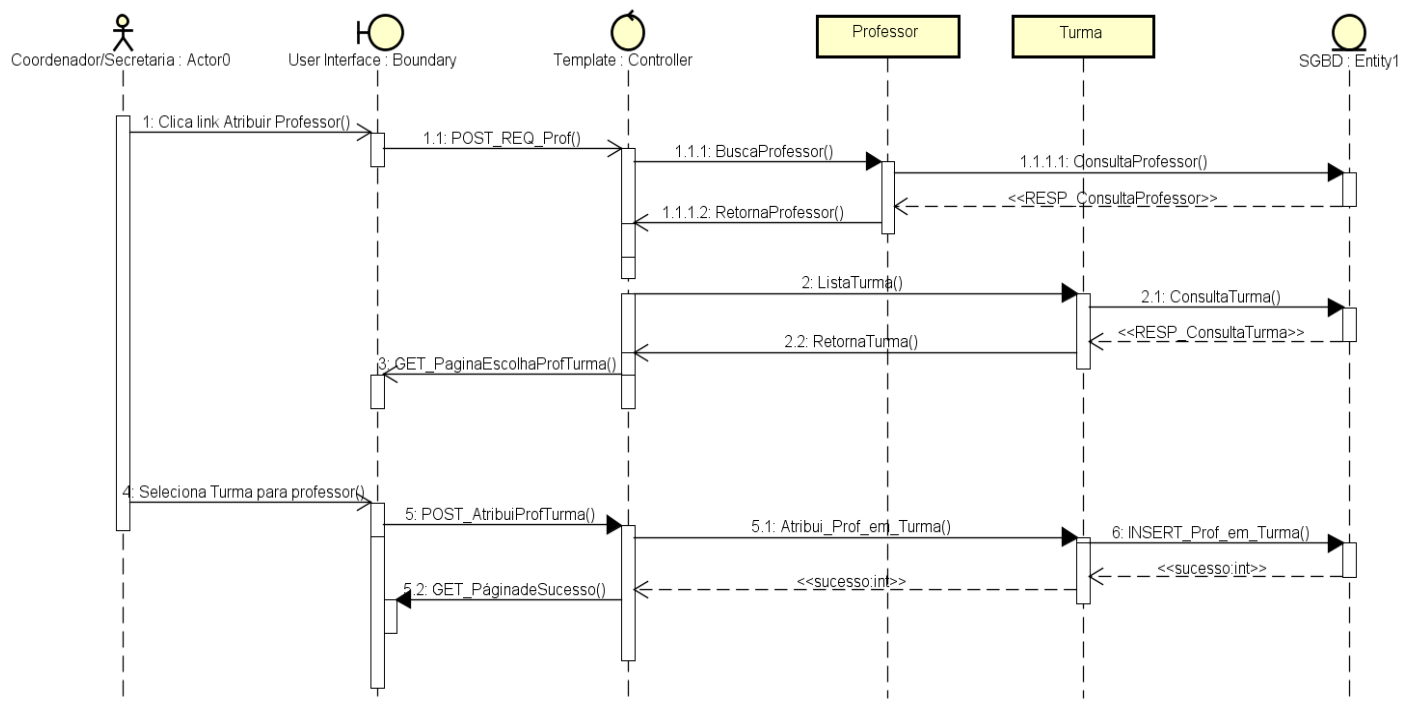 Coordenador/Secretaria : Actor0
User Interface : Boundary
Template : Controller
Professor
Turma
SGBD : Entity1
1: Clica link Atribuir Professor()
1.1: POST_REQ_Prof()
1.1.1: BuscaProfessor()
1.1.1.1: ConsultaProfessor()
<<RESP_ConsultaProfessor>>
1.1.1.2: RetornaProfessor()
2: ListaTurma()
2.1: ConsultaTurma()
<<RESP_ConsultaTurma>>
2.2: RetornaTurma()
3: GET_PaginaEscolhaProfTurma()
4: Seleciona Turma para professor()
5: POST_AtribuiProfTurma()
5.1: Atribui_Prof_em_Turma()
6: INSERT_Prof_em_Turma()
<<sucesso:int>>
<<sucesso:int>>
5.2: GET_PáginadeSucesso()